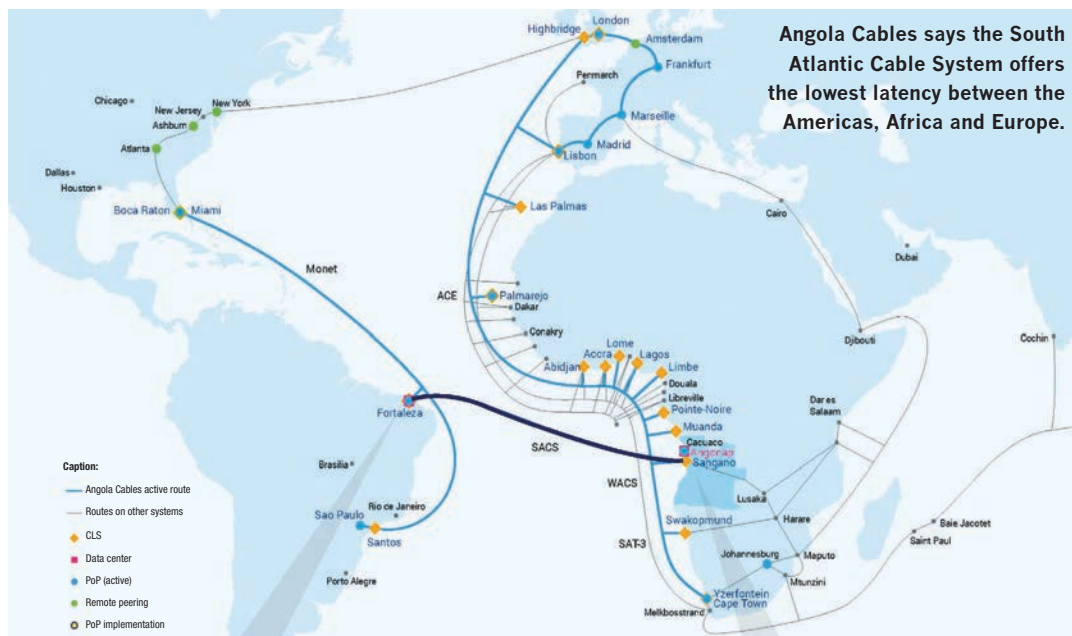 Angola Cables says the South
Atlantic Cable System offers
the lowest latency between the
Americas, Africa and Europe.
London
Highbridge
Amsterdam
Frankfurt
Penmarch
Chicago
New York
New Jersey
Ashburn
Marseille
Atlanta
Madrid
Lisbon
Dallas
Houston
Boca Raton
Miami
Las Palmas
Cairo
Dubai
Monet
ACE
Palmarejo
Dakar
Conakry
Djibouti
Cochin
Lome
Accra
Lagos
Abidjan
Limbe
Douala
Libreville
Fortaleza
Pointe-Noire
Dar es
Salaam
Muanda
Cacuaco
Angonap
Sangano
SACS
WACS
Brasilia
Lusaka
Rio de Janeiro
Sao Paulo
Santos
Swakopmund
Harare
Baie Jacotet
Saint Paul
SAT-3
Johannesburg
Maputo
Mtunzini
Porto Alegre
Yzerfontein
Cape Town
Melkbosstrand
Caption:
Angola Cables active route
Routes on other systems
CLS
Data center
PoP (active)
Remote peering
PoP implementation